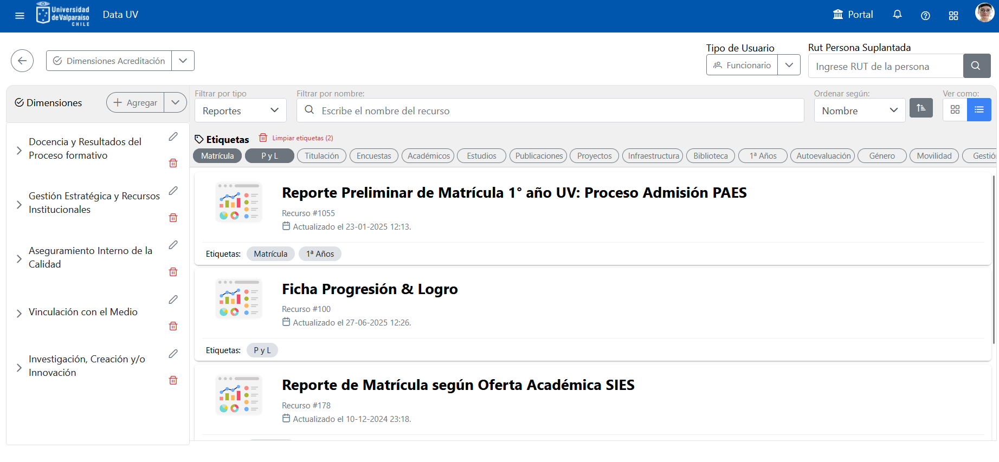 Universidad
de Valparaíso
CHILE
Data UV
Portal
Dimensiones Acreditación
Tipo de Usuario
Funcionario
Rut Persona Suplantada
Ingrese RUT de la persona
Dimensiones
Agregar
Docencia y Resultados del
Proceso formativo
Gestión Estratégica y Recursos
Institucionales
Aseguramiento Interno de la
Calidad
Vinculación con el Medio
Investigación, Creación y/o
Innovación
Filtrar por tipo
Reportes
Filtrar por nombre:
Escribe el nombre del recurso
Ordenar según:
Nombre
Ver como:
Etiquetas
Limpiar etiquetas (2)
Matrícula
P y L
Titulación
Encuestas
Académicos
Estudios
Publicaciones
Proyectos
Infraestructura
Biblioteca
1ª Años
Autoevaluación
Género
Movilidad
Gestión
Reporte Preliminar de Matrícula 1° año UV: Proceso Admisión PAES
Recurso #1055
Actualizado el 23-01-2025 12:13.
Etiquetas: Matrícula 1ª Años
Ficha Progresión & Logro
Recurso #100
Actualizado el 27-06-2025 12:26.
Etiquetas: P y L
Reporte de Matrícula según Oferta Académica SIES
Recurso #178
Actualizado el 10-12-2024 23:18.